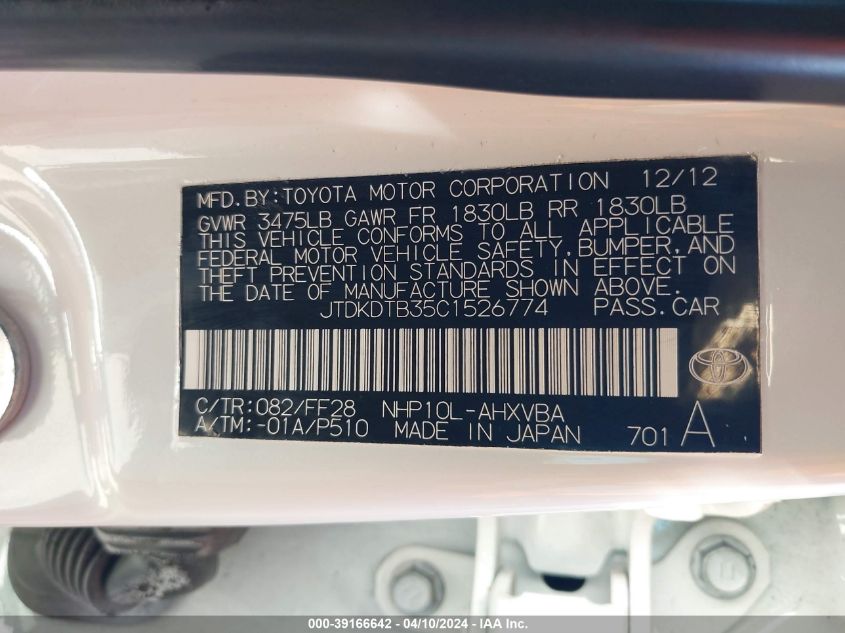 MFD. BY: TOYOTA MOTOR CORPORATION 12/12
GVWR 3475LB GAWR FR 1830LB RR 1830LB
THIS VEHICLE CONFORMS TO ALL APPLICABLE
FEDERAL MOTOR VEHICLE SAFETY, BUMPER, AND
THEFT PREVENTION STANDARDS IN EFFECT ON
THE DATE OF MANUFACTURE SHOWN ABOVE.
JTDKDTB35C1526774 PASS. CAR
C/TR: 082/FF28 NHP10L-AHXVBA
A/TM: -01A/P510 MADE IN JAPAN 701 A
000-39166642 / 04/10/2024 - IAA Inc.